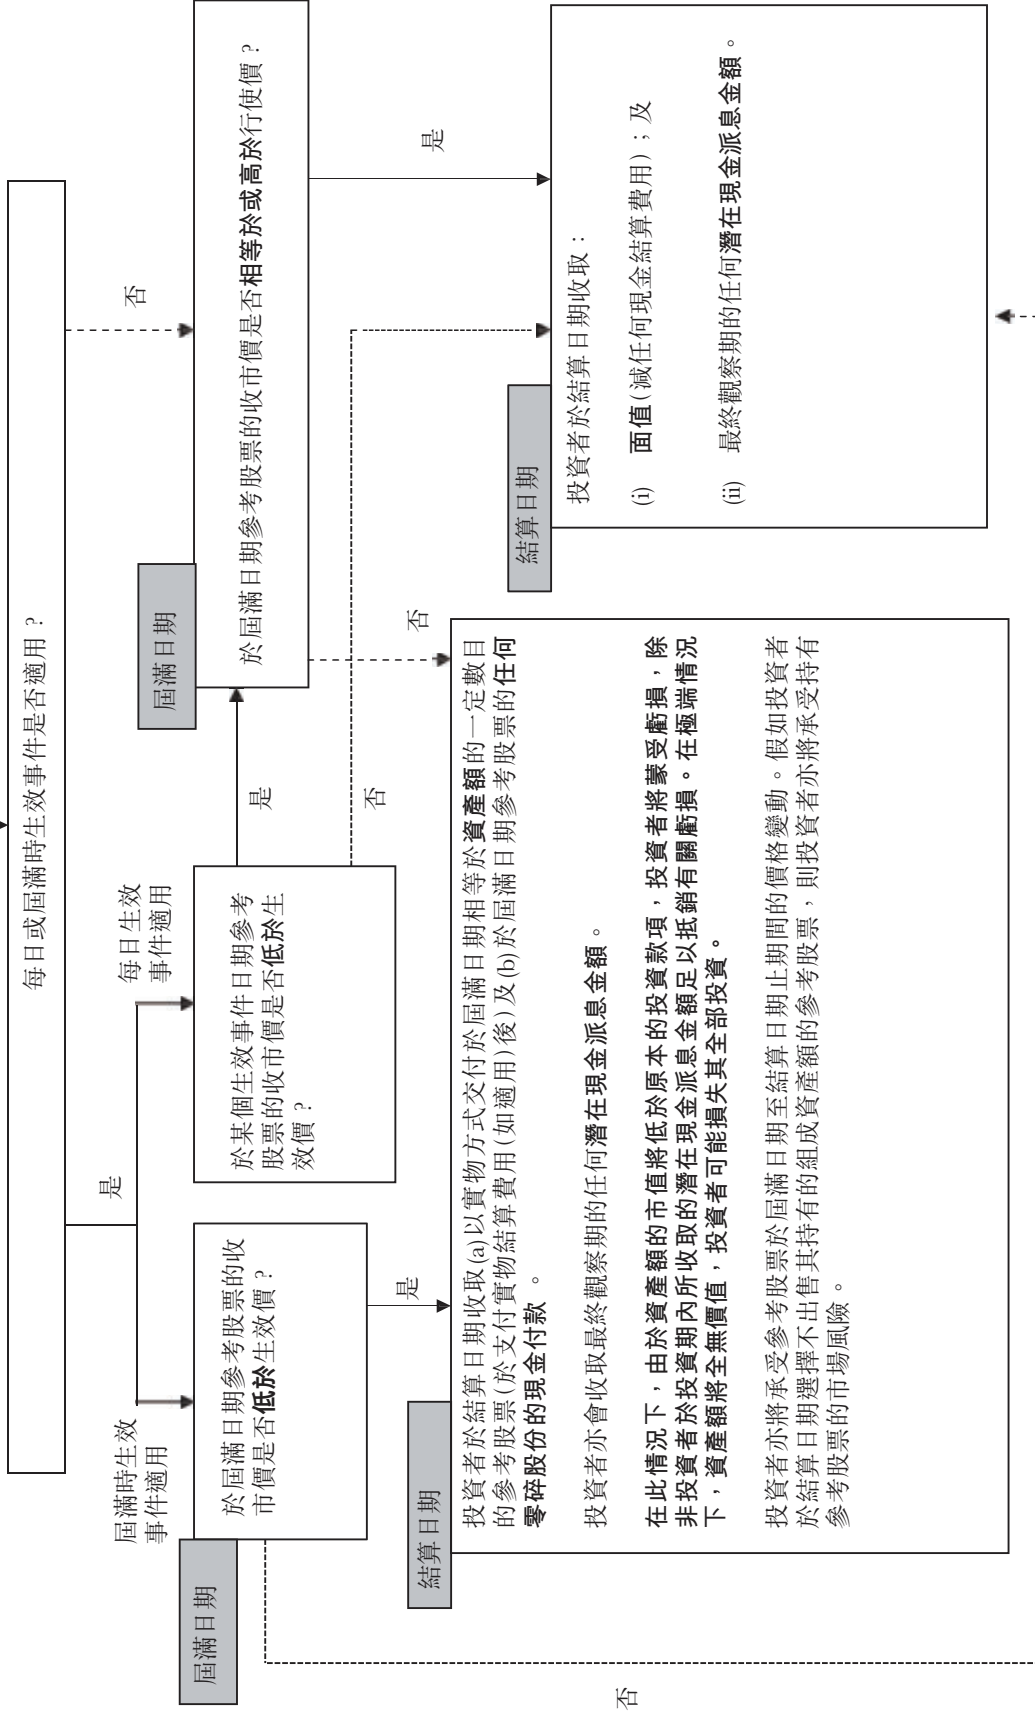 每日或屆滿時生效事件是否適用？
是
否
屆滿時生效
事件適用
每日生效
事件適用
屆滿日期
於屆滿日期參考股票的收
市價是否低於生效價？
於某個生效事件日期參考
股票的收市價是否低於生
效價？
是
否
屆滿日期
於屆滿日期參考股票的收市價是否相等於或高於行使價？
是
否
是
否
結算日期
投資者於結算日期收取(a)以實物方式交付於屆滿日期相等於資產額的一定數目
的參考股票(於支付實物結算費用(如適用)後)及(b)於屆滿日期參考股票的任何
零碎股份的現金付款。
投資者亦會收取最終觀察期的任何潛在現金派息金額。
在此情況下，由於資產額的市值將低於原本的投資款項，投資者將蒙受虧損，除
非投資者於投資期內所收取的潛在現金派息金額足以抵銷有關虧損。在極端情況
下，資產額將全無價值，投資者可能損失其全部投資。
投資者亦將承受參考股票於屆滿日期至結算日期止期間的價格變動。假如投資者
於結算日期選擇不出售其持有的組成資產額的參考股票，則投資者亦將承受持有
參考股票的市場風險。
結算日期
投資者於結算日期收取：
(i) 面值(減任何現金結算費用)；及
(ii) 最終觀察期的任何潛在現金派息金額。